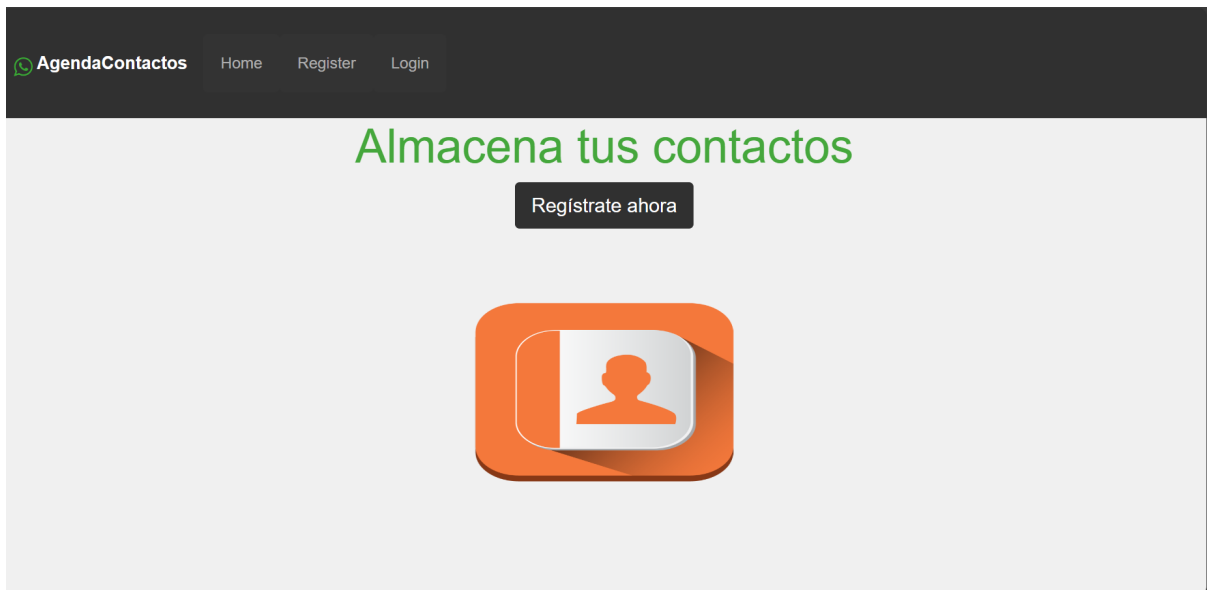 AgendaContactos Home Register Login
Almacena tus contactos
Regístrate ahora